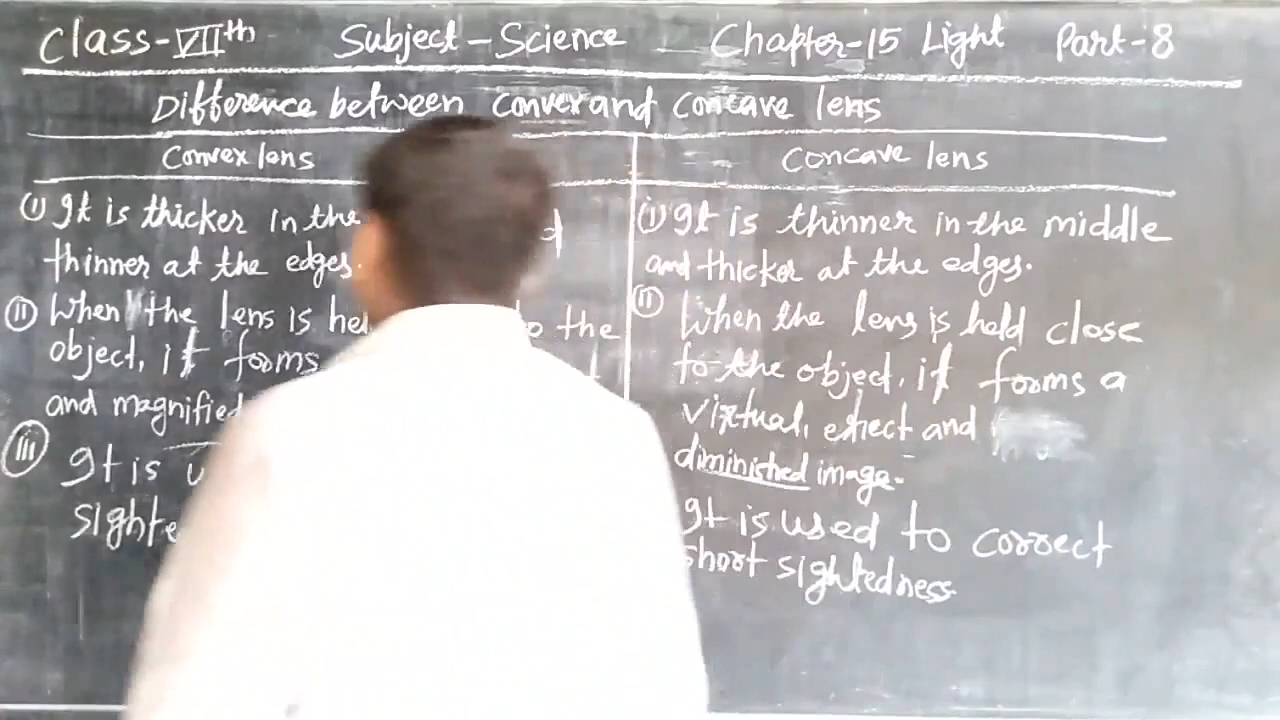 Class-VIIth Subject-Science Chapter-15 Light Part-8
Difference between convex and concave lens
Convex lens
(i) It is thicker in the
thinner at the edges.
(ii) When the lens is the
object, it forms
and magnified
(iii) It is
sighte
Concave lens
(i) It is thinner in the middle
and thicker at the edges.
(ii) When the lens is held close
to the object, it forms a
virtual, erect and
diminished image.
It is used to correct
short sightedness